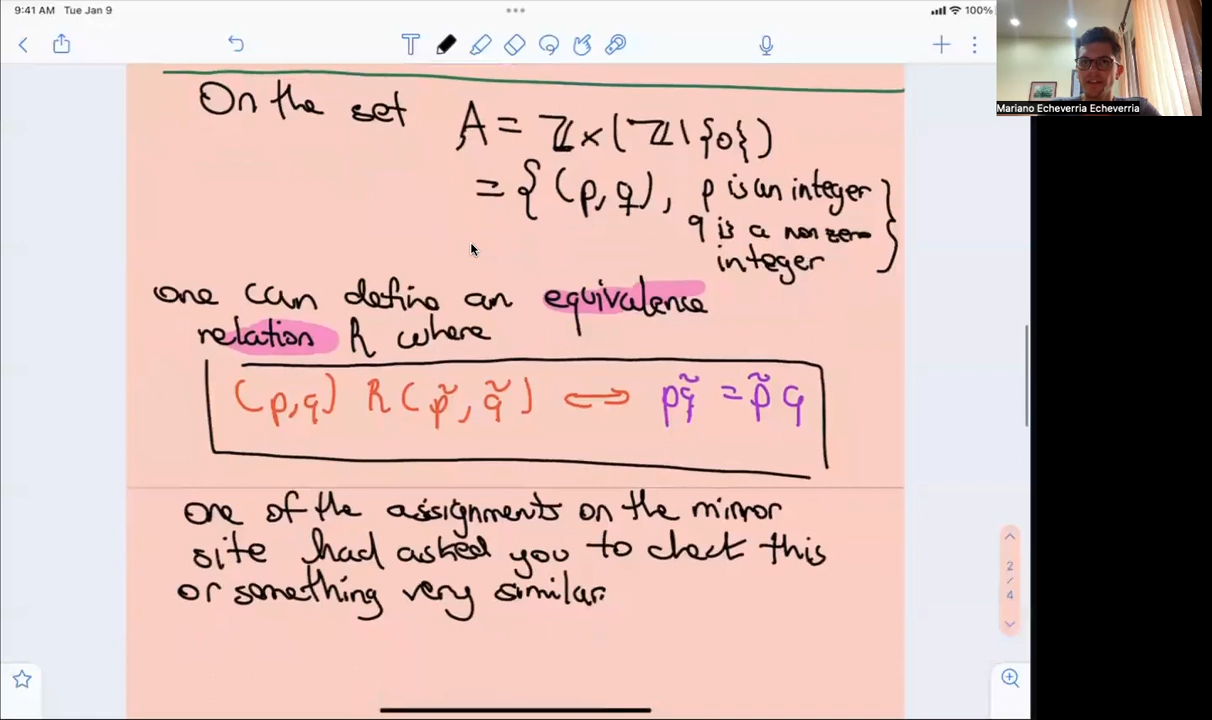 9:41 AM Tue Jan 9
100%
Mariano Echeverria Echeverria
On the set A = ℤ×(ℤ\{0})
= {(p,q), p is an integer
q is a non zero
integer}
one can define an equivalence
relation R where
(p,q) R (p̃, q̃) ⟷ pq̃ = p̃q
one of the assignments on the mirror
site had asked you to check this
or something very similar.
2
/
4